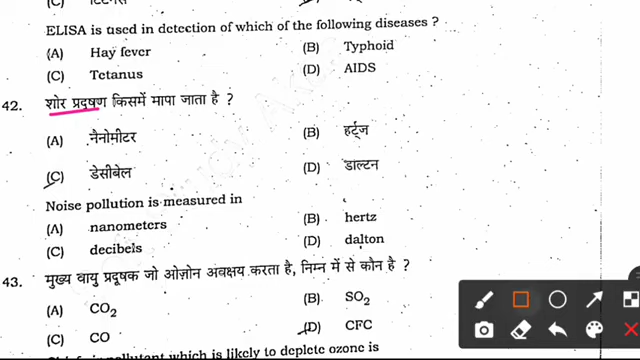 ELISA is used in detection of which of the following diseases ?
(A) Hay fever (B) Typhoid
(C) Tetanus (D) AIDS
42. शोर प्रदूषण किसमें मापा जाता है ?
(A) नैनोमीटर (B) हर्ट्ज़
(C) डेसीबेल (D) डाल्टन
Noise pollution is measured in
(A) nanometers (B) hertz
(C) decibels (D) dalton
43. मुख्य वायु प्रदूषक जो ओज़ोन अवक्षय करता है, निम्न में से कौन है ?
(A) CO2 (B) SO2
(C) CO (D) CFC
pollutant which is likely to deplete ozone is